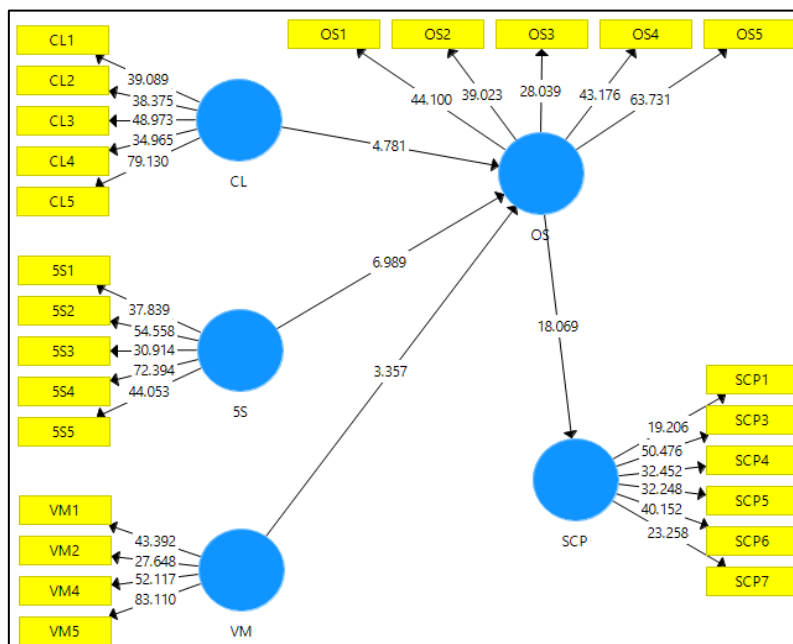 CL1
CL2
CL3
CL4
CL5
39.089
38.375
48.973
34.965
79.130
CL
OS1
OS2
OS3
OS4
OS5
44.100
39.023
28.039
43.176
63.731
OS
4.781
5S1
5S2
5S3
5S4
5S5
37.839
54.558
30.914
72.394
44.053
5S
6.989
3.357
18.069
VM1
VM2
VM4
VM5
43.392
27.648
52.117
83.110
VM
SCP
19.206
50.476
32.452
32.248
40.152
23.258
SCP1
SCP3
SCP4
SCP5
SCP6
SCP7